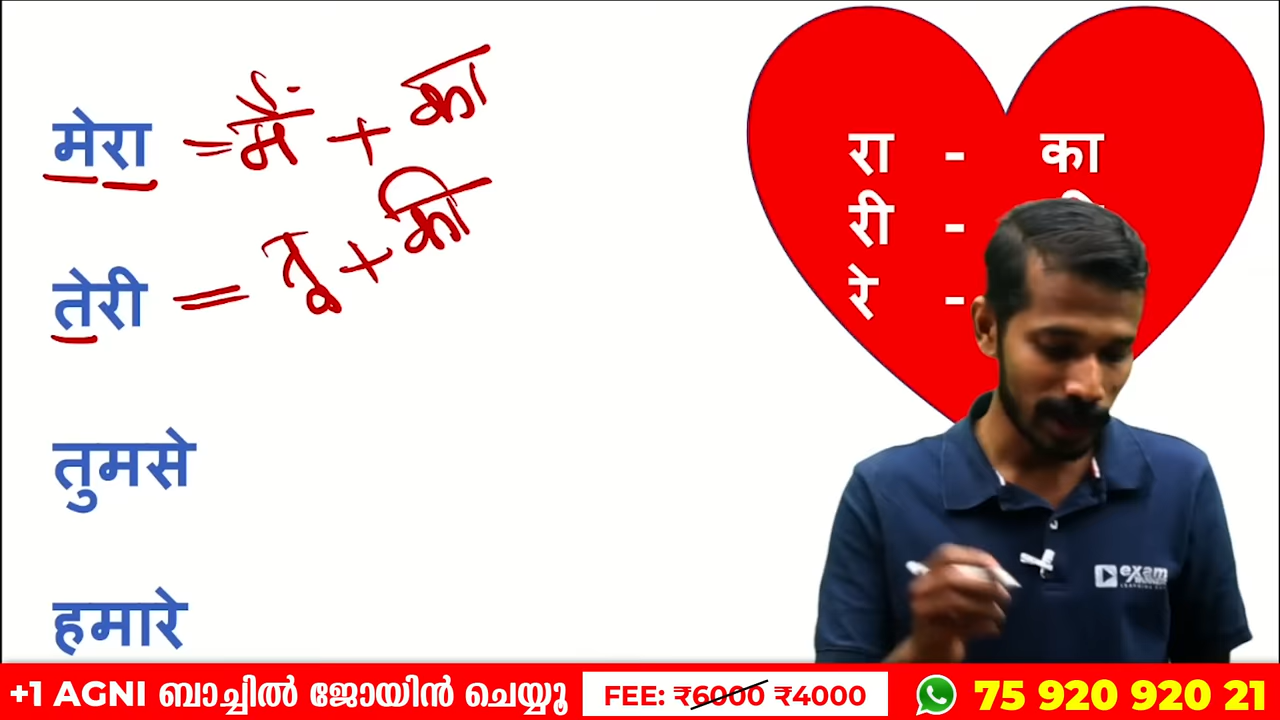 मेरा = मैं + का
तेरी = तू + की
तुमसे
हमारे
रा - का
री -
रे -
exam
+1 AGNI ബാച്ചിൽ ജോയിൻ ചെയ്യൂ
FEE: ₹6000 ₹4000
75 920 920 21